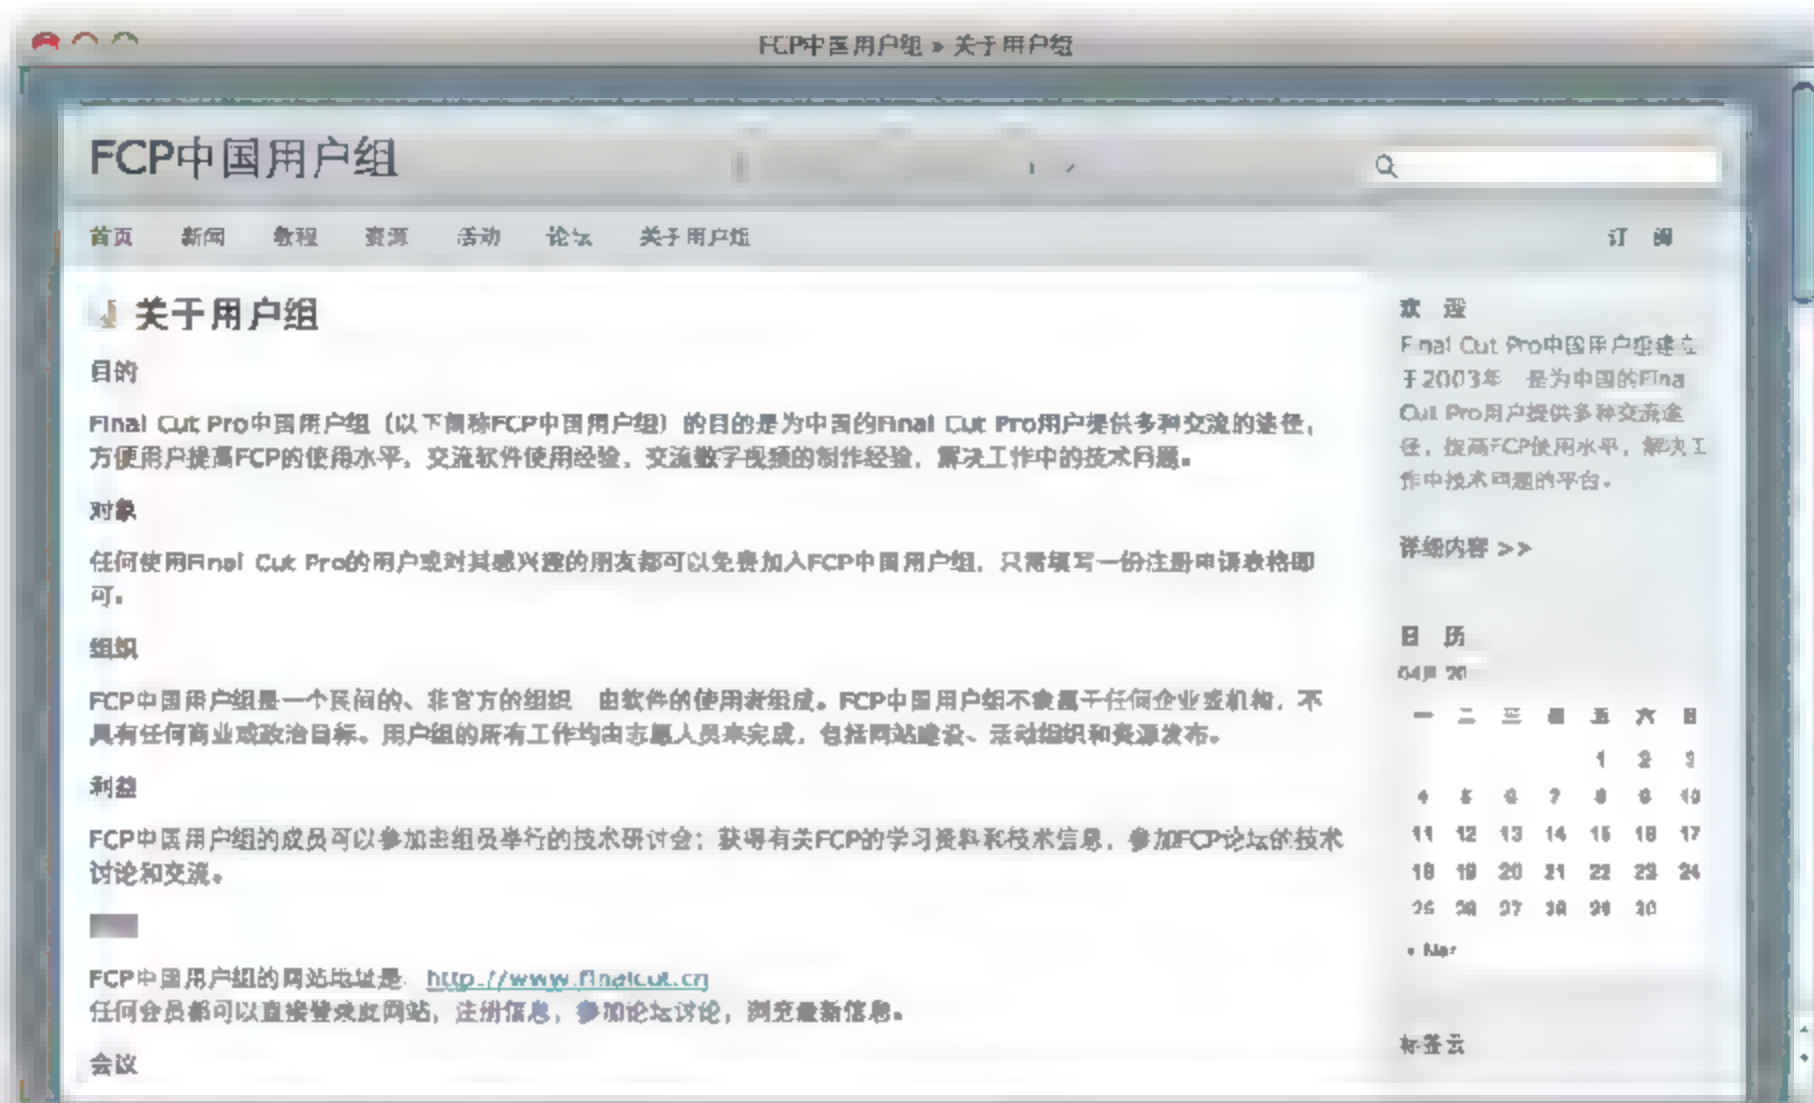 FCP中国用户组 » 关于用户组
FCP中国用户组
首页 新闻 教程 资源 活动 论坛 关于用户组 订 阅
关于用户组
目的
Final Cut Pro中国用户组（以下简称FCP中国用户组）的目的是为中国的Final Cut Pro用户提供多种交流的途径，
方便用户提高FCP的使用水平，交流软件使用经验，交流数字视频的制作经验，解决工作中的技术问题。
对象
任何使用Final Cut Pro的用户或对其感兴趣的朋友都可以免费加入FCP中国用户组，只需填写一份注册申请表格即
可。
组织
FCP中国用户组是一个民间的、非官方的组织 由软件的使用者组成。FCP中国用户组不隶属于任何企业或机构，不
具有任何商业或政治目标。用户组的所有工作均由志愿人员来完成，包括网站建设、活动组织和资源发布。
利益
FCP中国用户组的成员可以参加由组员举行的技术研讨会；获得有关FCP的学习资料和技术信息，参加FCP论坛的技术
讨论和交流。
FCP中国用户组的网站地址是 http://www.finalcut.cn
任何会员都可以直接登录此网站，注册信息，参加论坛讨论，浏览最新信息。
会议
欢 迎
Final Cut Pro中国用户组建立
于2003年 是为中国的Final
Cut Pro用户提供多种交流途
径，提高FCP使用水平，解决工
作中技术问题的平台。
详细内容 >>
日 历
04月 20
一 二 三 四 五 六 日
1 2 3
4 5 6 7 8 9 10
11 12 13 14 15 16 17
18 19 20 21 22 23 24
25 26 27 28 29 30
« Mar
标签云